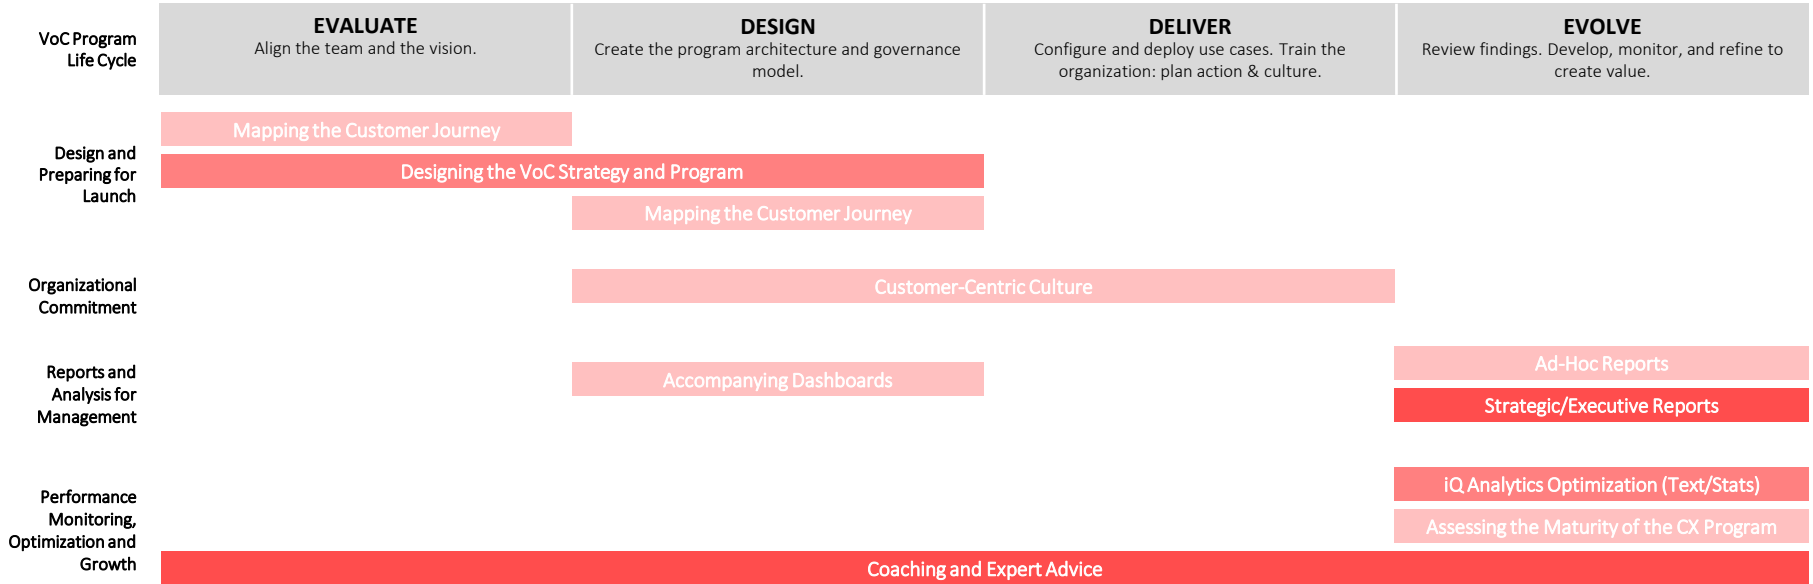 VoC Program
Life Cycle
EVALUATE
Align the team and the vision.
DESIGN
Create the program architecture and governance
model.
DELIVER
Configure and deploy use cases. Train the
organization: plan action & culture.
EVOLVE
Review findings. Develop, monitor, and refine to
create value.
Design and
Preparing for
Launch
Mapping the Customer Journey
Designing the VoC Strategy and Program
Mapping the Customer Journey
Organizational
Commitment
Customer-Centric Culture
Reports and
Analysis for
Management
Accompanying Dashboards
Ad-Hoc Reports
Strategic/Executive Reports
Performance
Monitoring,
Optimization and
Growth
iQ Analytics Optimization (Text/Stats)
Assessing the Maturity of the CX Program
Coaching and Expert Advice